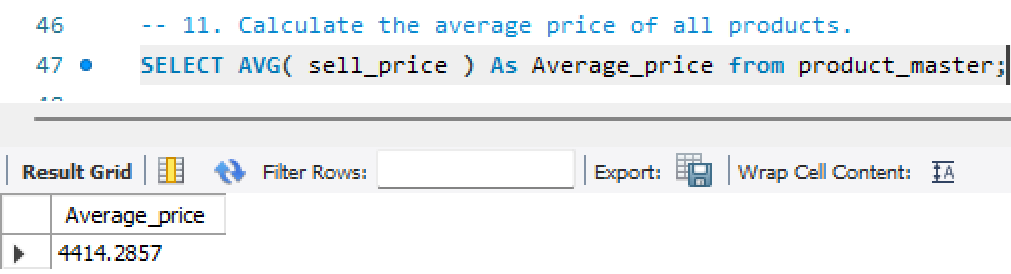 46 -- 11. Calculate the average price of all products.
47 SELECT AVG( sell_price ) As Average_price from product_master;
Result Grid Filter Rows: Export: Wrap Cell Content:
Average_price
4414.2857